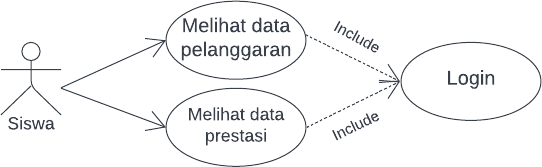 Melihat data
pelanggaran
Include
Login
Siswa
Melihat data
prestasi
Include